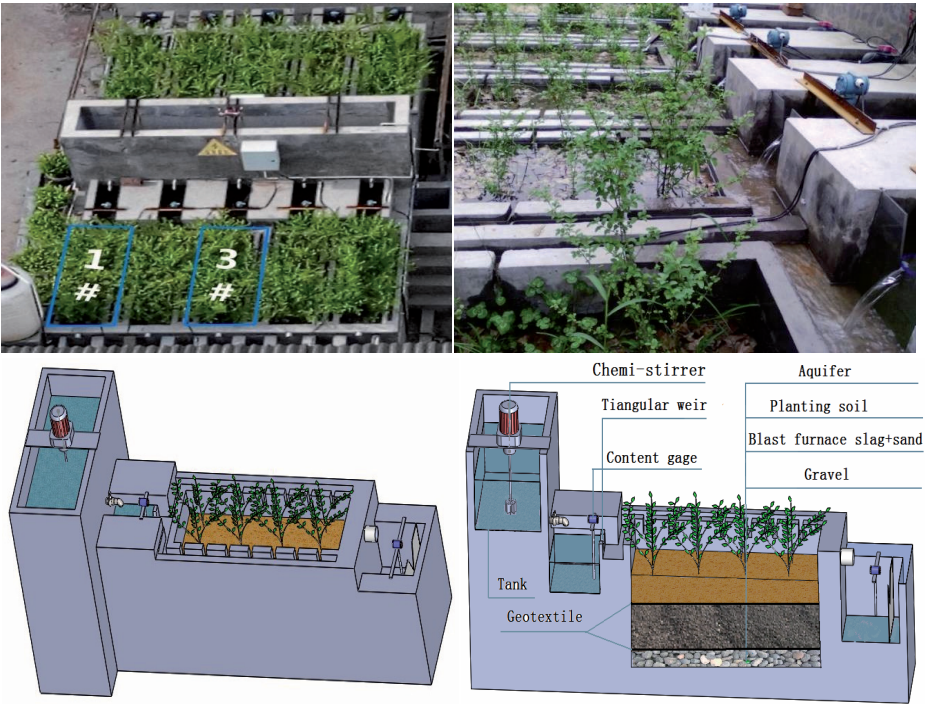 1
#
3
#
Chemi-stirrer
Tiangular weir
Content gage
Aquifer
Planting soil
Blast furnace slag+sand
Gravel
Tank
Geotextile